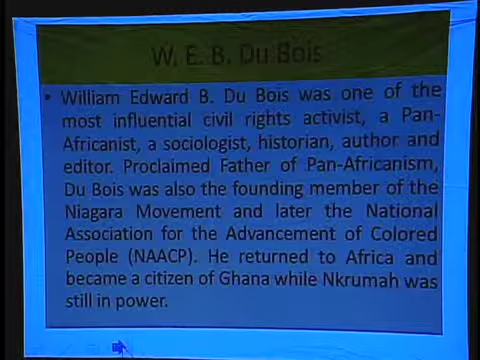 W. E. B. Du Bois
• William Edward B. Du Bois was one of the
most influential civil rights activist, a Pan-
Africanist, a sociologist, historian, author and
editor. Proclaimed Father of Pan-Africanism,
Du Bois was also the founding member of the
Niagara Movement and later the National
Association for the Advancement of Colored
People (NAACP). He returned to Africa and
became a citizen of Ghana while Nkrumah was
still in power.